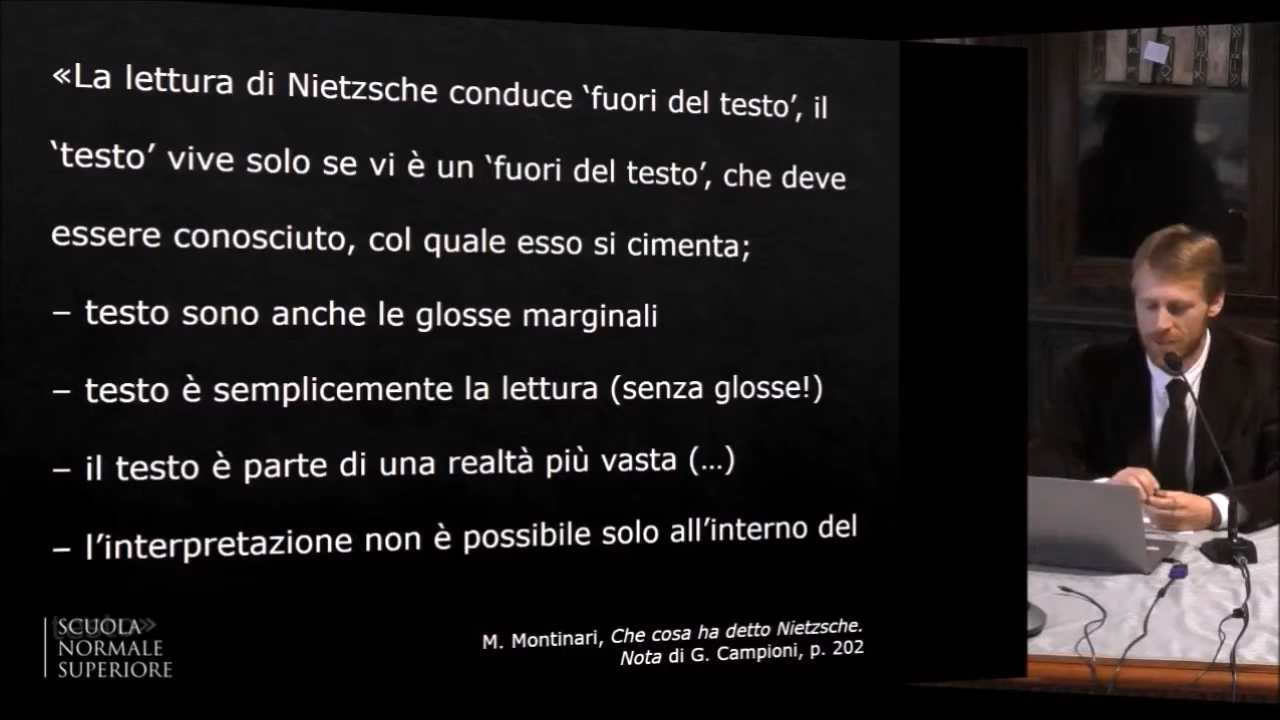 «La lettura di Nietzsche conduce ‘fuori del testo’, il
‘testo’ vive solo se vi è un ‘fuori del testo’, che deve
essere conosciuto, col quale esso si cimenta;
– testo sono anche le glosse marginali
– testo è semplicemente la lettura (senza glosse!)
– il testo è parte di una realtà più vasta (…)
– l’interpretazione non è possibile solo all’interno del
SCUOLA
NORMALE
SUPERIORE
M. Montinari, Che cosa ha detto Nietzsche.
Nota di G. Campioni, p. 202